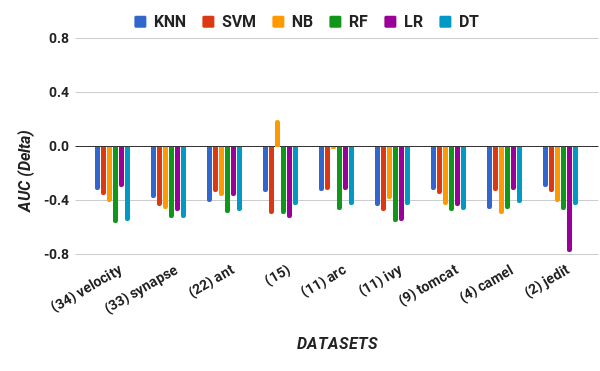 KNN SVM NB RF LR DT
0.8
0.4
0.0
-0.4
-0.8
AUC (Delta)
(34) velocity
(33) synapse
(22) ant
(15)
(11) arc
(11) ivy
(9) tomcat
(4) camel
(2) jedit
DATASETS